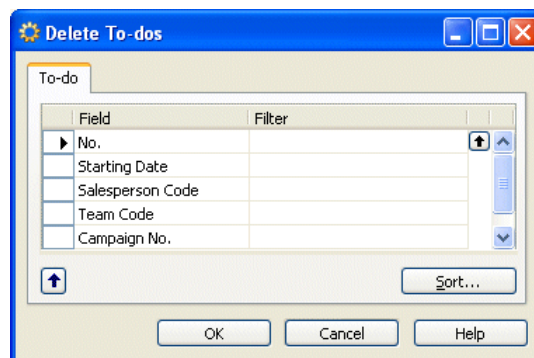 Delete To-dos
To-do
Field Filter
No.
Starting Date
Salesperson Code
Team Code
Campaign No.
Sort...
OK Cancel Help